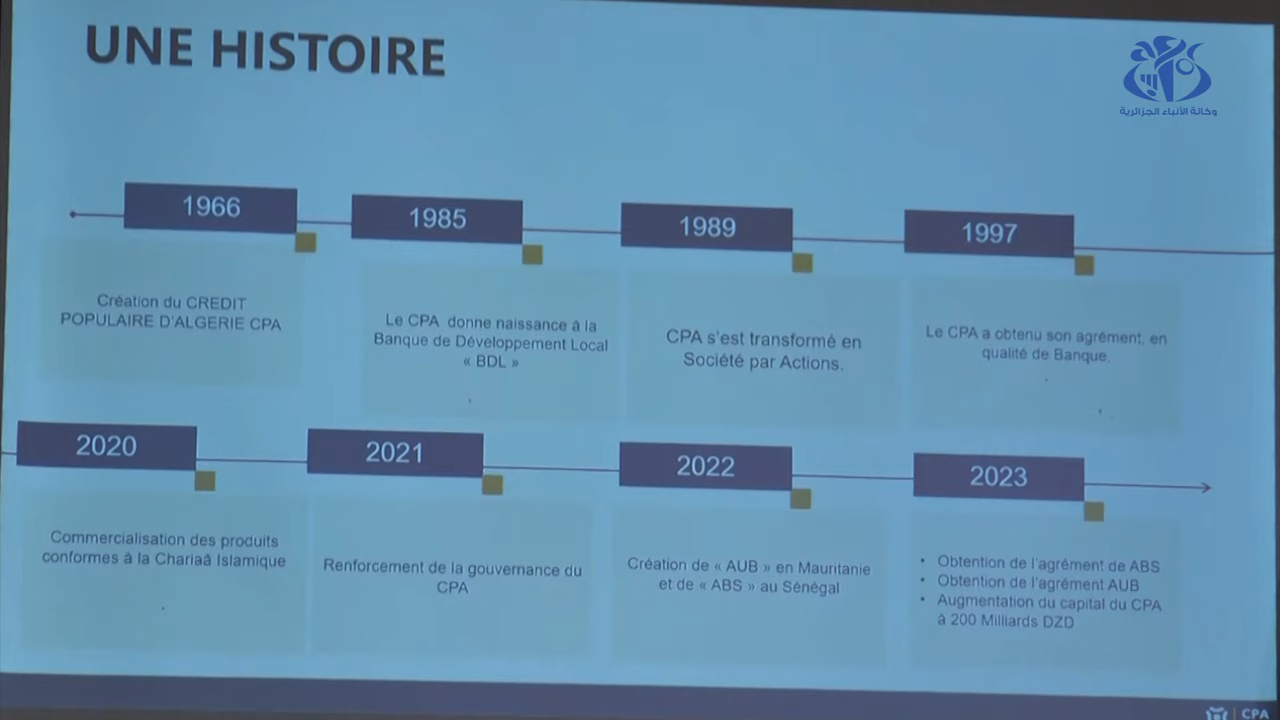 UNE HISTOIRE
وكالة الأنباء الجزائرية
1966
1985
1989
1997
Création du CREDIT
POPULAIRE D'ALGERIE CPA
Le CPA donne naissance à la
Banque de Développement Local
« BDL »
CPA s'est transformé en
Société par Actions.
Le CPA a obtenu son agrément, en
qualité de Banque.
2020
2021
2022
2023
Commercialisation des produits
conformes à la Chariaâ Islamique
Renforcement de la gouvernance du
CPA
Création de « AUB » en Mauritanie
et de « ABS » au Sénégal
• Obtention de l'agrément de ABS
• Obtention de l'agrément AUB
• Augmentation du capital du CPA
à 200 Milliards DZD
CPA